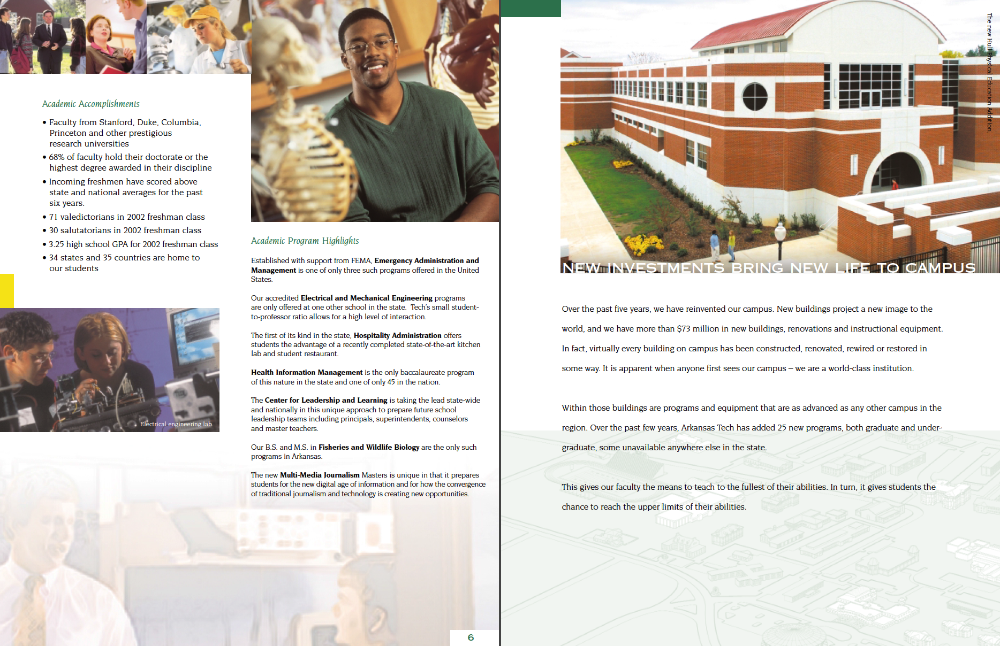 Academic Accomplishments
• Faculty from Stanford, Duke, Columbia,
Princeton and other prestigious
research universities
• 68% of faculty hold their doctorate or the
highest degree awarded in their discipline
• Incoming freshmen have scored above
state and national averages for the past
six years.
• 71 valedictorians in 2002 freshman class
• 30 salutatorians in 2002 freshman class
• 3.25 high school GPA for 2002 freshman class
• 34 states and 35 countries are home to
our students
Electrical engineering lab.
Academic Program Highlights
Established with support from FEMA, Emergency Administration and
Management is one of only three such programs offered in the United
States.
Our accredited Electrical and Mechanical Engineering programs
are only offered at one other school in the state.  Tech's small student-
to-professor ratio allows for a high level of interaction.
The first of its kind in the state, Hospitality Administration offers
students the advantage of a recently completed state-of-the-art kitchen
lab and student restaurant.
Health Information Management is the only baccalaureate program
of this nature in the state and one of only 45 in the nation.
The Center for Leadership and Learning is taking the lead state-wide
and nationally in this unique approach to prepare future school
leadership teams including principals, superintendents, counselors
and master teachers.
Our B.S. and M.S. in Fisheries and Wildlife Biology are the only such
programs in Arkansas.
The new Multi-Media Journalism Masters is unique in that it prepares
students for the new digital age of information and for how the convergence
of traditional journalism and technology is creating new opportunities.
6
The new Hull Physical Education Addition.
NEW INVESTMENTS BRING NEW LIFE TO CAMPUS
Over the past five years, we have reinvented our campus. New buildings project a new image to the
world, and we have more than $73 million in new buildings, renovations and instructional equipment.
In fact, virtually every building on campus has been constructed, renovated, rewired or restored in
some way. It is apparent when anyone first sees our campus – we are a world-class institution.
Within those buildings are programs and equipment that are as advanced as any other campus in the
region. Over the past few years, Arkansas Tech has added 25 new programs, both graduate and under-
graduate, some unavailable anywhere else in the state.
This gives our faculty the means to teach to the fullest of their abilities. In turn, it gives students the
chance to reach the upper limits of their abilities.